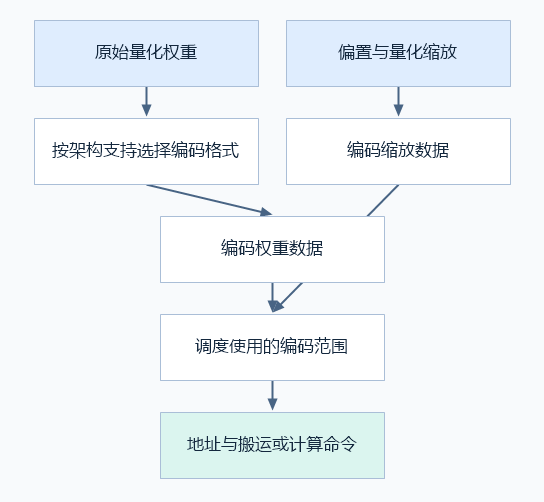 原始量化权重
偏置与量化缩放
按架构支持选择编码格式
编码缩放数据
编码权重数据
调度使用的编码范围
地址与搬运或计算命令